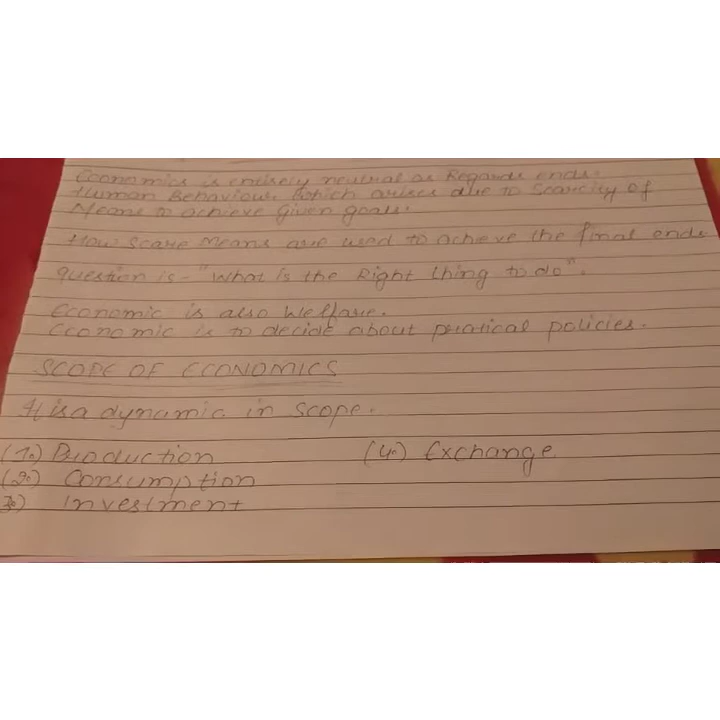 Economics is entirely neutral as Regards ends.
Human Behaviour which arises due to Scarcity of
Means to achieve Given goals.
How scare Means are used to achieve the final ends
Question is - "What is the Right thing to do".
Economic is also Welfare.
Economic is to decide about pratical policies.
SCOPE OF ECONOMICS
It is a dynamic in scope.
(1.) Production (4.) Exchange
(2.) Consumption
3.) Investment